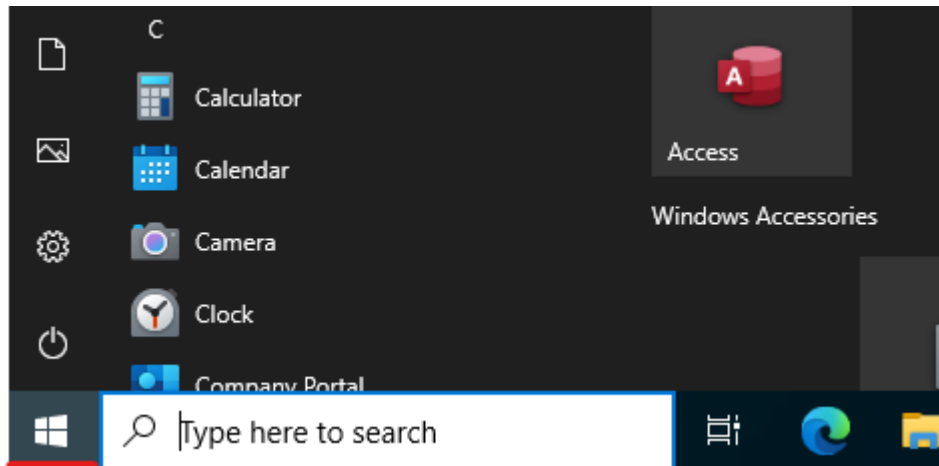 C
Calculator
Calendar
Camera
Clock
Company Portal
A
Access
Windows Accessories
Type here to search